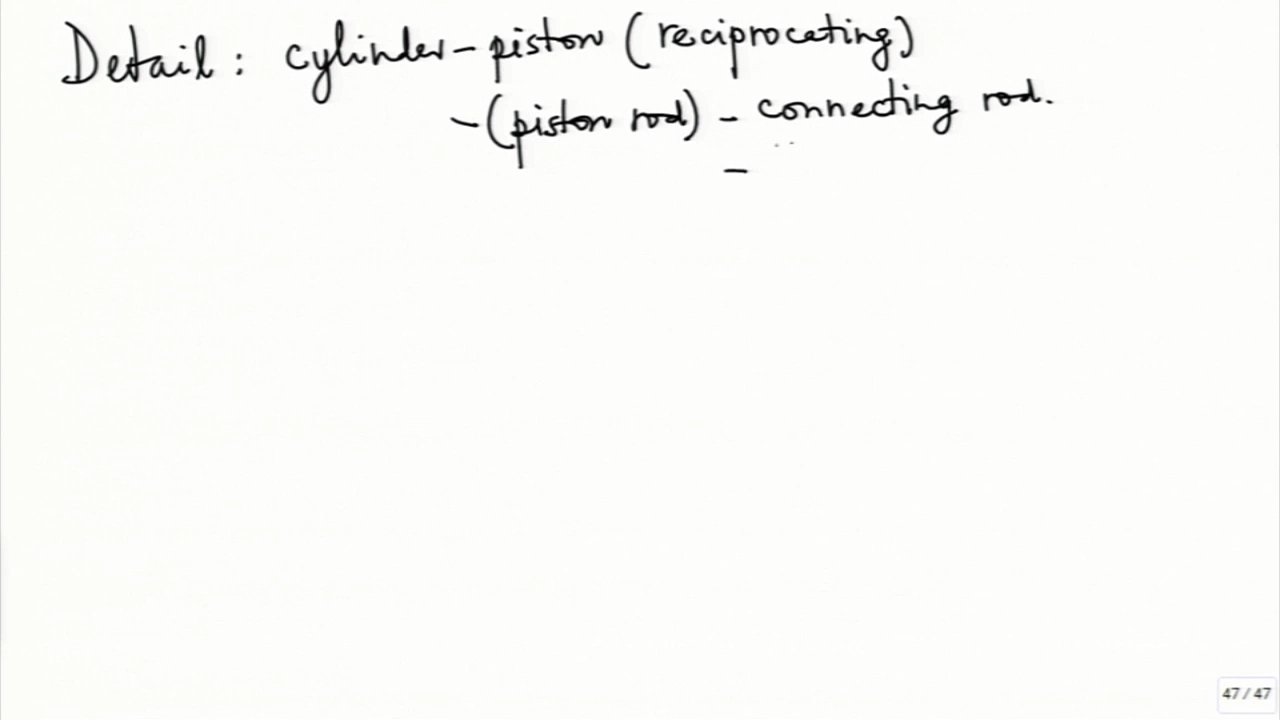 Detail : cylinder - piston (reciprocating)
- (piston rod) - connecting rod.
-
47 / 47